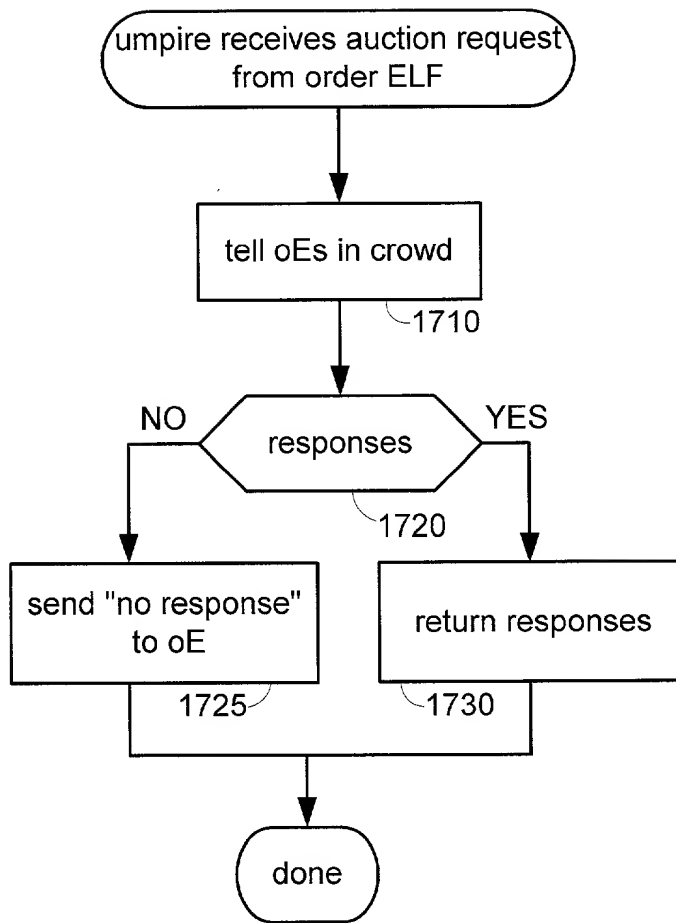 umpire receives auction request
from order ELF
tell oEs in crowd
1710
NO
YES
responses
1720
send "no response"
to oE
return responses
1725
1730
done